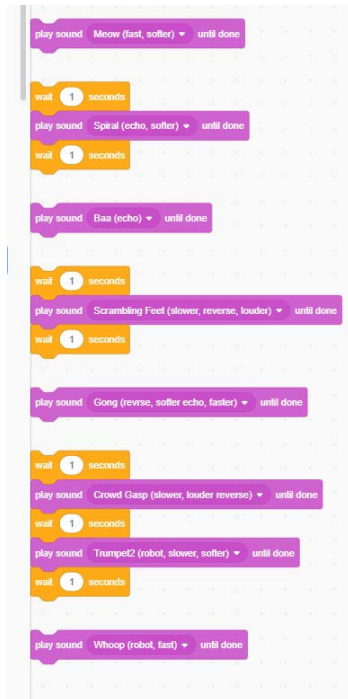 play sound Meow (fast, softer) until done
wait 1 seconds
play sound Spiral (echo, softer) until done
wait 1 seconds
play sound Baa (echo) until done
wait 1 seconds
play sound Scrambling Feet (slower, reverse, louder) until done
wait 1 seconds
play sound Gong (revrse, softer echo, faster) until done
wait 1 seconds
play sound Crowd Gasp (slower, louder reverse) until done
wait 1 seconds
play sound Trumpet2 (robot, slower, softer) until done
wait 1 seconds
play sound Whoop (robot, fast) until done